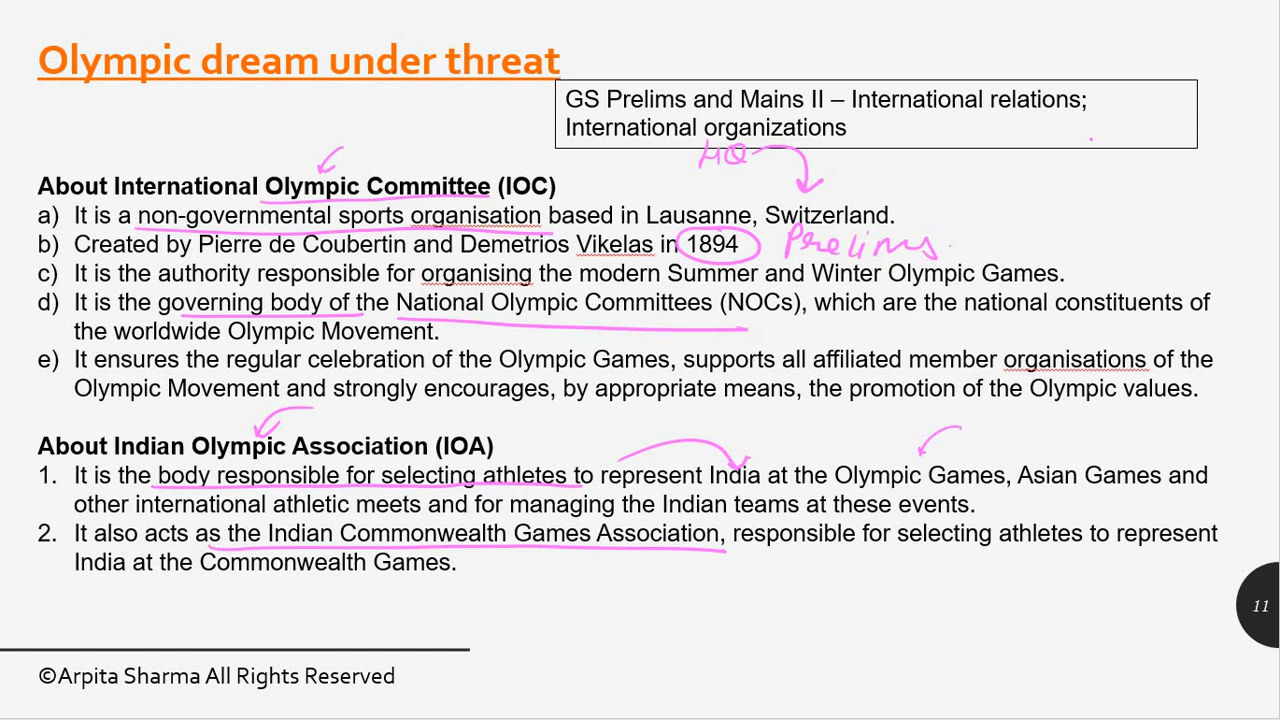 Olympic dream under threat
GS Prelims and Mains II – International relations;
International organizations
HQ
About International Olympic Committee (IOC)
a) It is a non-governmental sports organisation based in Lausanne, Switzerland.
b) Created by Pierre de Coubertin and Demetrios Vikelas in 1894 Prelims
c) It is the authority responsible for organising the modern Summer and Winter Olympic Games.
d) It is the governing body of the National Olympic Committees (NOCs), which are the national constituents of
the worldwide Olympic Movement.
e) It ensures the regular celebration of the Olympic Games, supports all affiliated member organisations of the
Olympic Movement and strongly encourages, by appropriate means, the promotion of the Olympic values.
About Indian Olympic Association (IOA)
1. It is the body responsible for selecting athletes to represent India at the Olympic Games, Asian Games and
other international athletic meets and for managing the Indian teams at these events.
2. It also acts as the Indian Commonwealth Games Association, responsible for selecting athletes to represent
India at the Commonwealth Games.
11
©Arpita Sharma All Rights Reserved